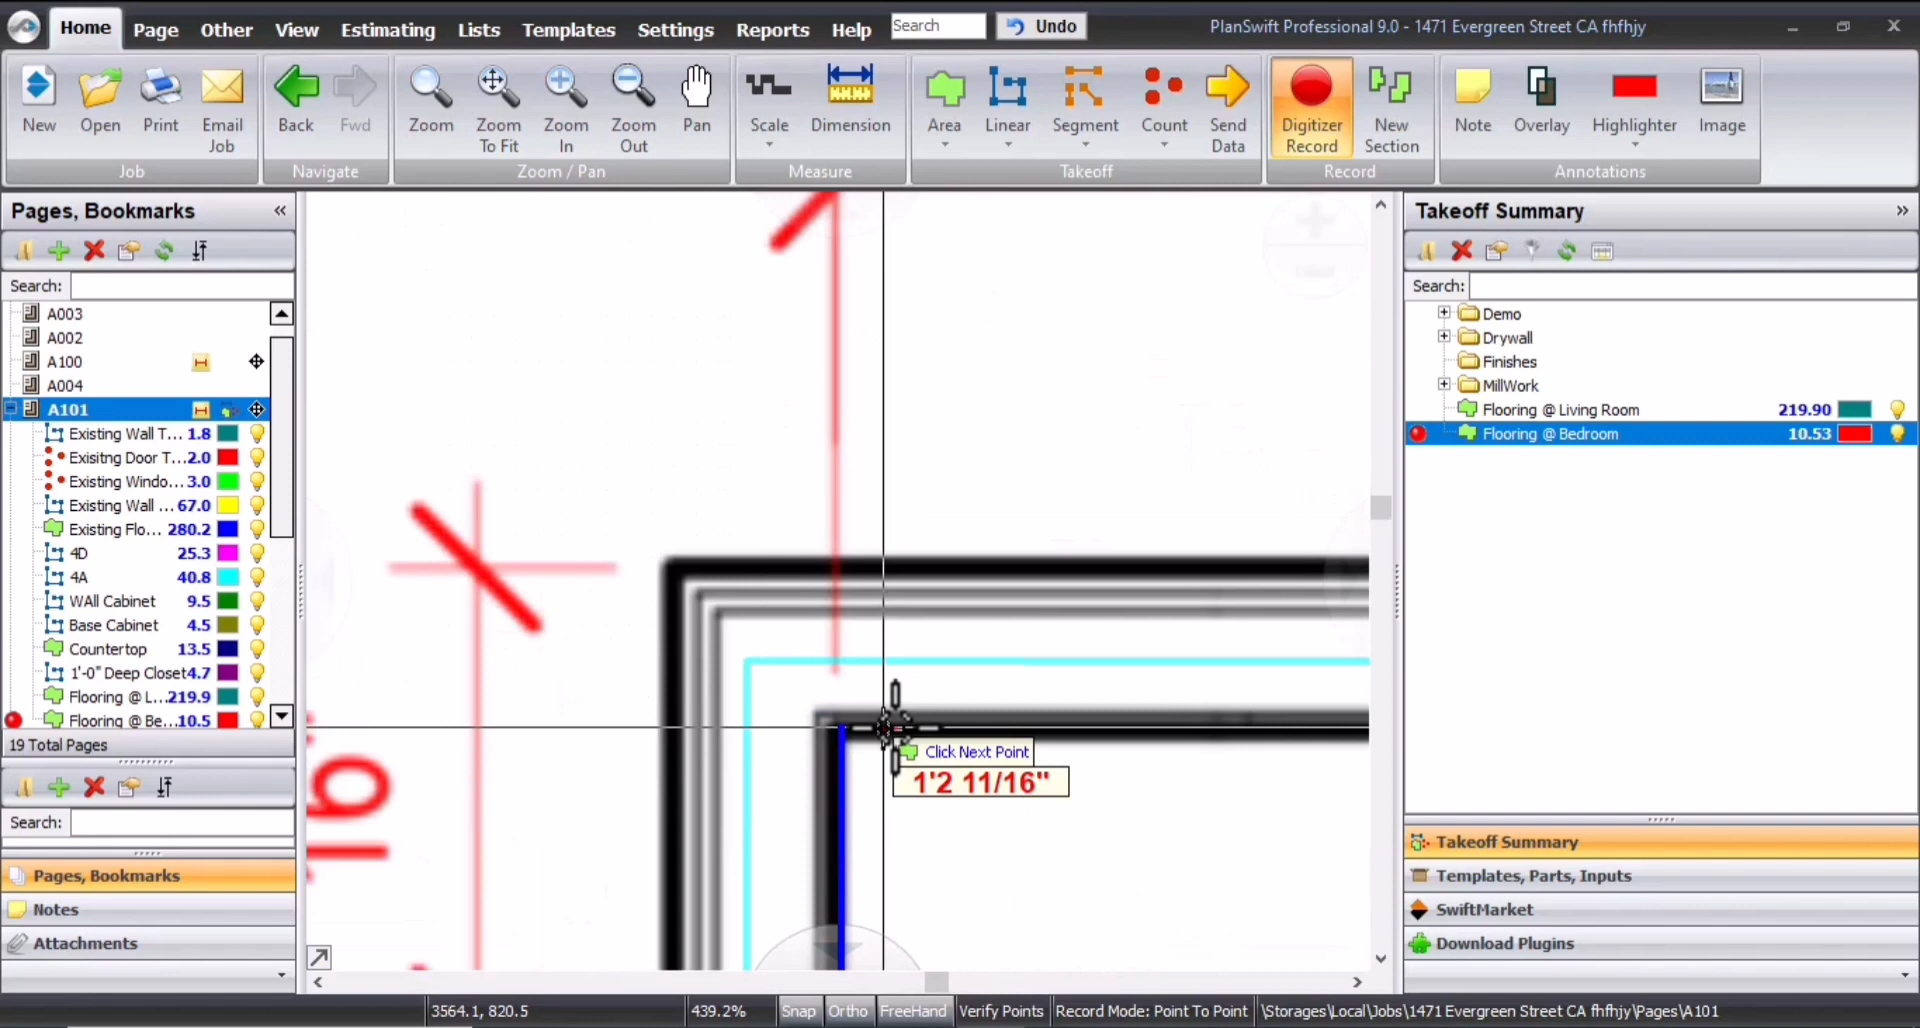 Home Page Other View Estimating Lists Templates Settings Reports Help Search Undo PlanSwift Professional 9.0 - 1471 Evergreen Street CA fhfhjy
New Open Print Email Job
Job
Back Fwd
Navigate
Zoom Zoom To Fit Zoom In Zoom Out Pan
Zoom / Pan
Scale Dimension
Measure
Area Linear Segment Count Send Data
Takeoff
Digitizer Record New Section
Record
Note Overlay Highlighter Image
Annotations
Pages, Bookmarks «
Search:
A003
A002
A100
A004
A101
Existing Wall T... 1.8
Exisitng Door T...2.0
Existing Windo... 3.0
Existing Wall ... 67.0
Existing Flo... 280.2
4D 25.3
4A 40.8
WAll Cabinet 9.5
Base Cabinet 4.5
Countertop 13.5
1'-0" Deep Closet4.7
Flooring @ L...219.9
Flooring @ Be...10.5
19 Total Pages
Search:
Pages, Bookmarks
Notes
Attachments
Click Next Point
1'2 11/16"
Takeoff Summary »
Search:
Demo
Drywall
Finishes
MillWork
Flooring @ Living Room 219.90
Flooring @ Bedroom 10.53
Takeoff Summary
Templates, Parts, Inputs
SwiftMarket
Download Plugins
3564.1, 820.5 439.2% Snap Ortho FreeHand Verify Points Record Mode: Point To Point \Storages\Local\Jobs\1471 Evergreen Street CA fhfhjy\Pages\A101